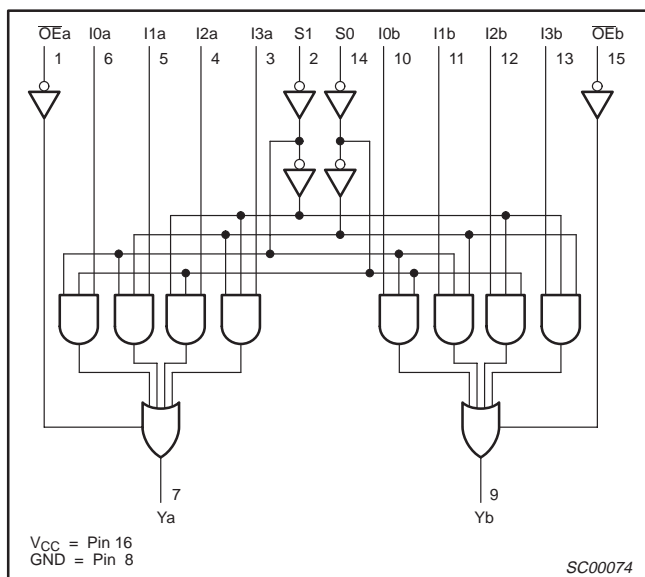 OEa I0a I1a I2a I3a S1 S0 I0b I1b I2b I3b OEb
1 6 5 4 3 2 14 10 11 12 13 15
7 9
Ya Yb
VCC = Pin 16
GND = Pin 8
SC00074